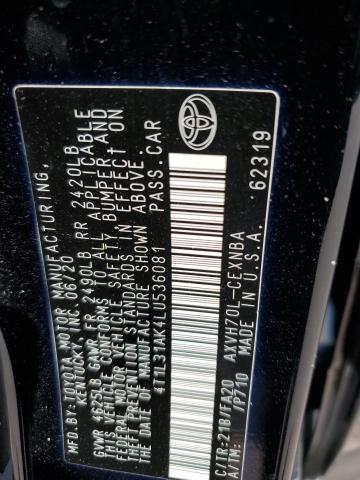 MFD.BY: TOYOTA MOTOR MANUFACTURING,
KENTUCKY, INC. 06/20
GVWR 4625LB GAWR FR 2490LB RR 2420LB
THIS VEHICLE CONFORMS TO ALL APPLICABLE
FEDERAL MOTOR VEHICLE SAFETY, BUMPER, AND
THEFT PREVENTION STANDARDS IN EFFECT ON
THE DATE OF MANUFACTURE SHOWN ABOVE.
4T1L31AK4LU536081 PASS.CAR
C/TR:218/FA20 AXVH70L-CEXNBA
A/TM: /P710 MADE IN U.S.A. 62319